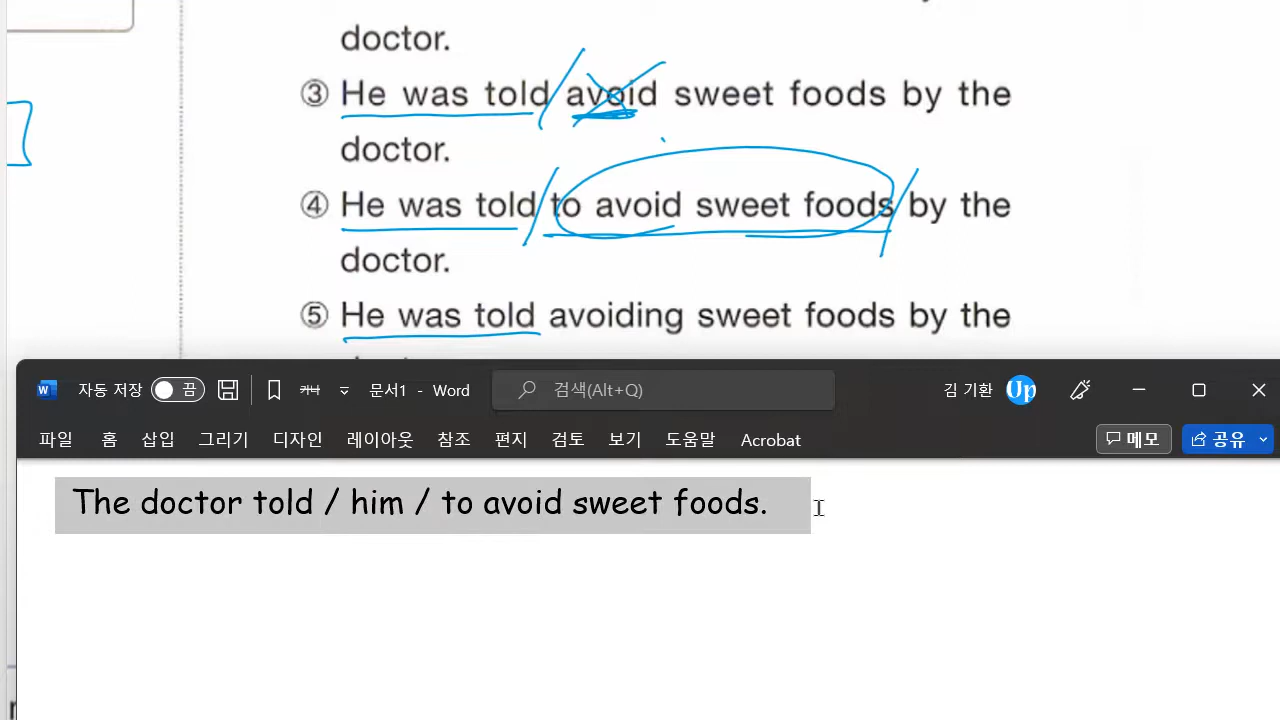 doctor.
③ He was told avoid sweet foods by the
doctor.
④ He was told to avoid sweet foods by the
doctor.
⑤ He was told avoiding sweet foods by the
자동 저장 끔 가나 문서1 - Word 검색(Alt+Q) 김 기환 Up
파일 홈 삽입 그리기 디자인 레이아웃 참조 편지 검토 보기 도움말 Acrobat 메모 공유
The doctor told / him / to avoid sweet foods.